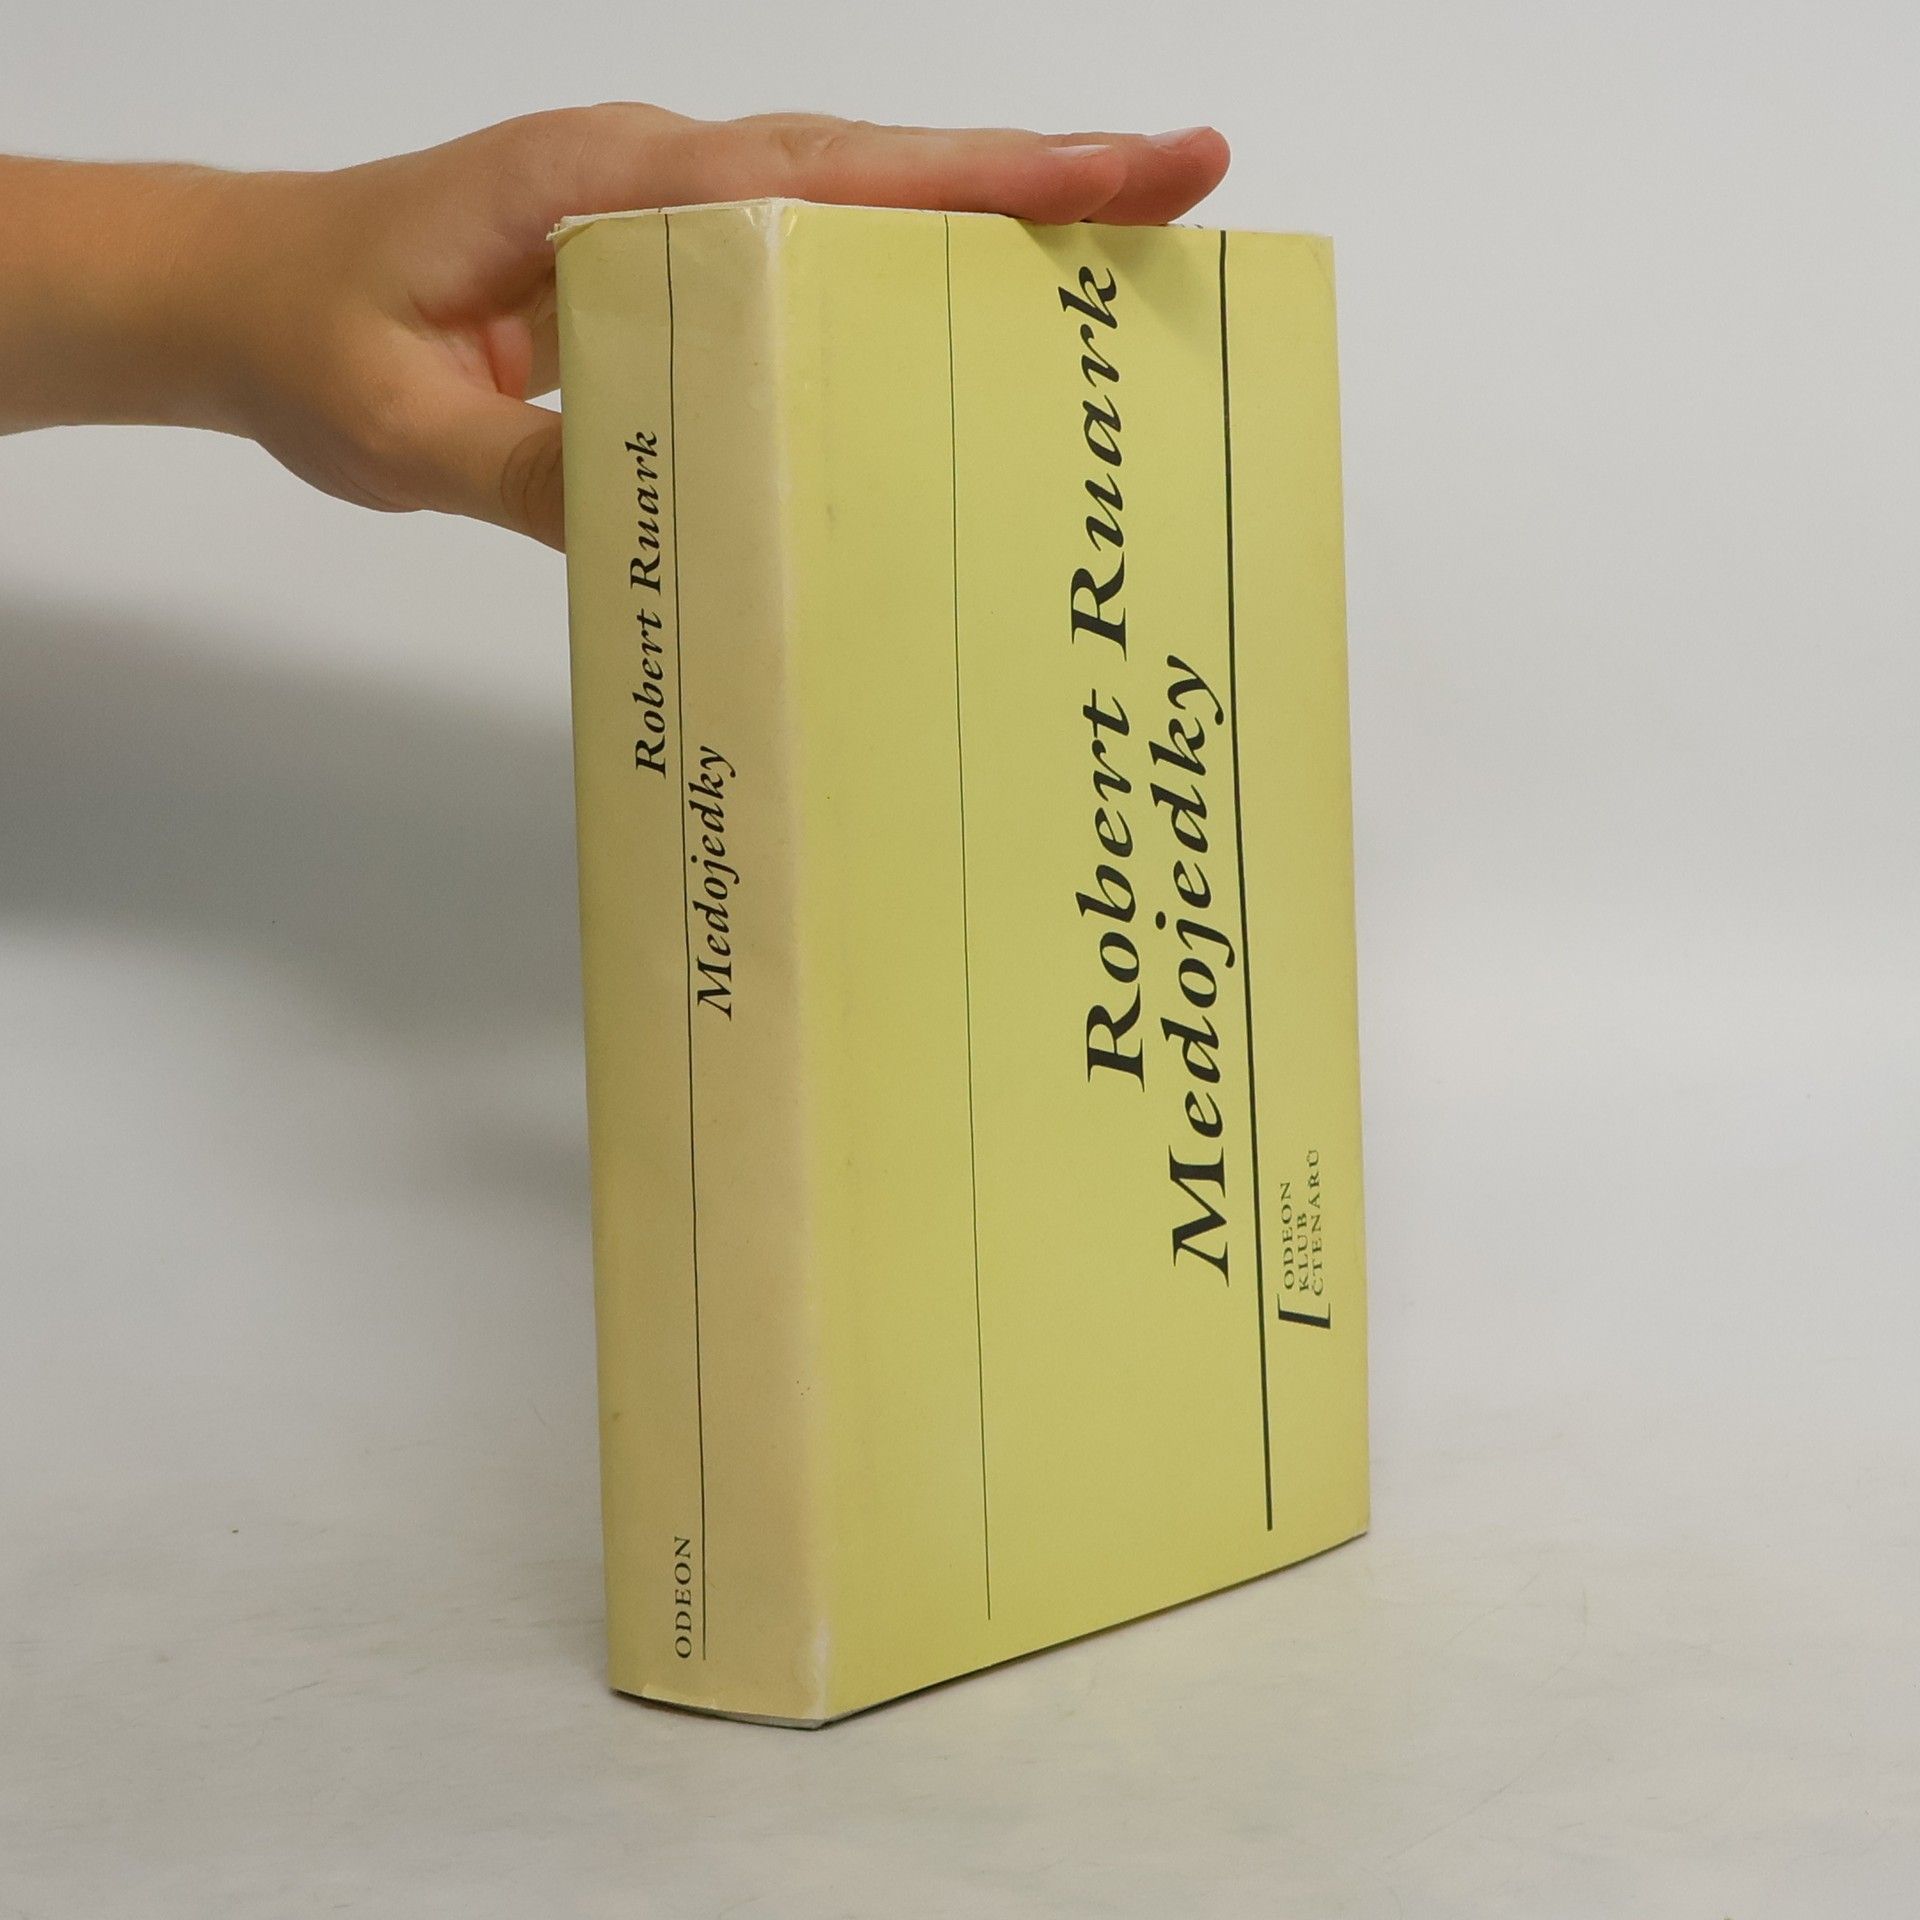 Robert Ruark
Medojedky
ODEON
Robert Ruark
Medojedky
ODEON
KLUB
ČTENÁŘŮ